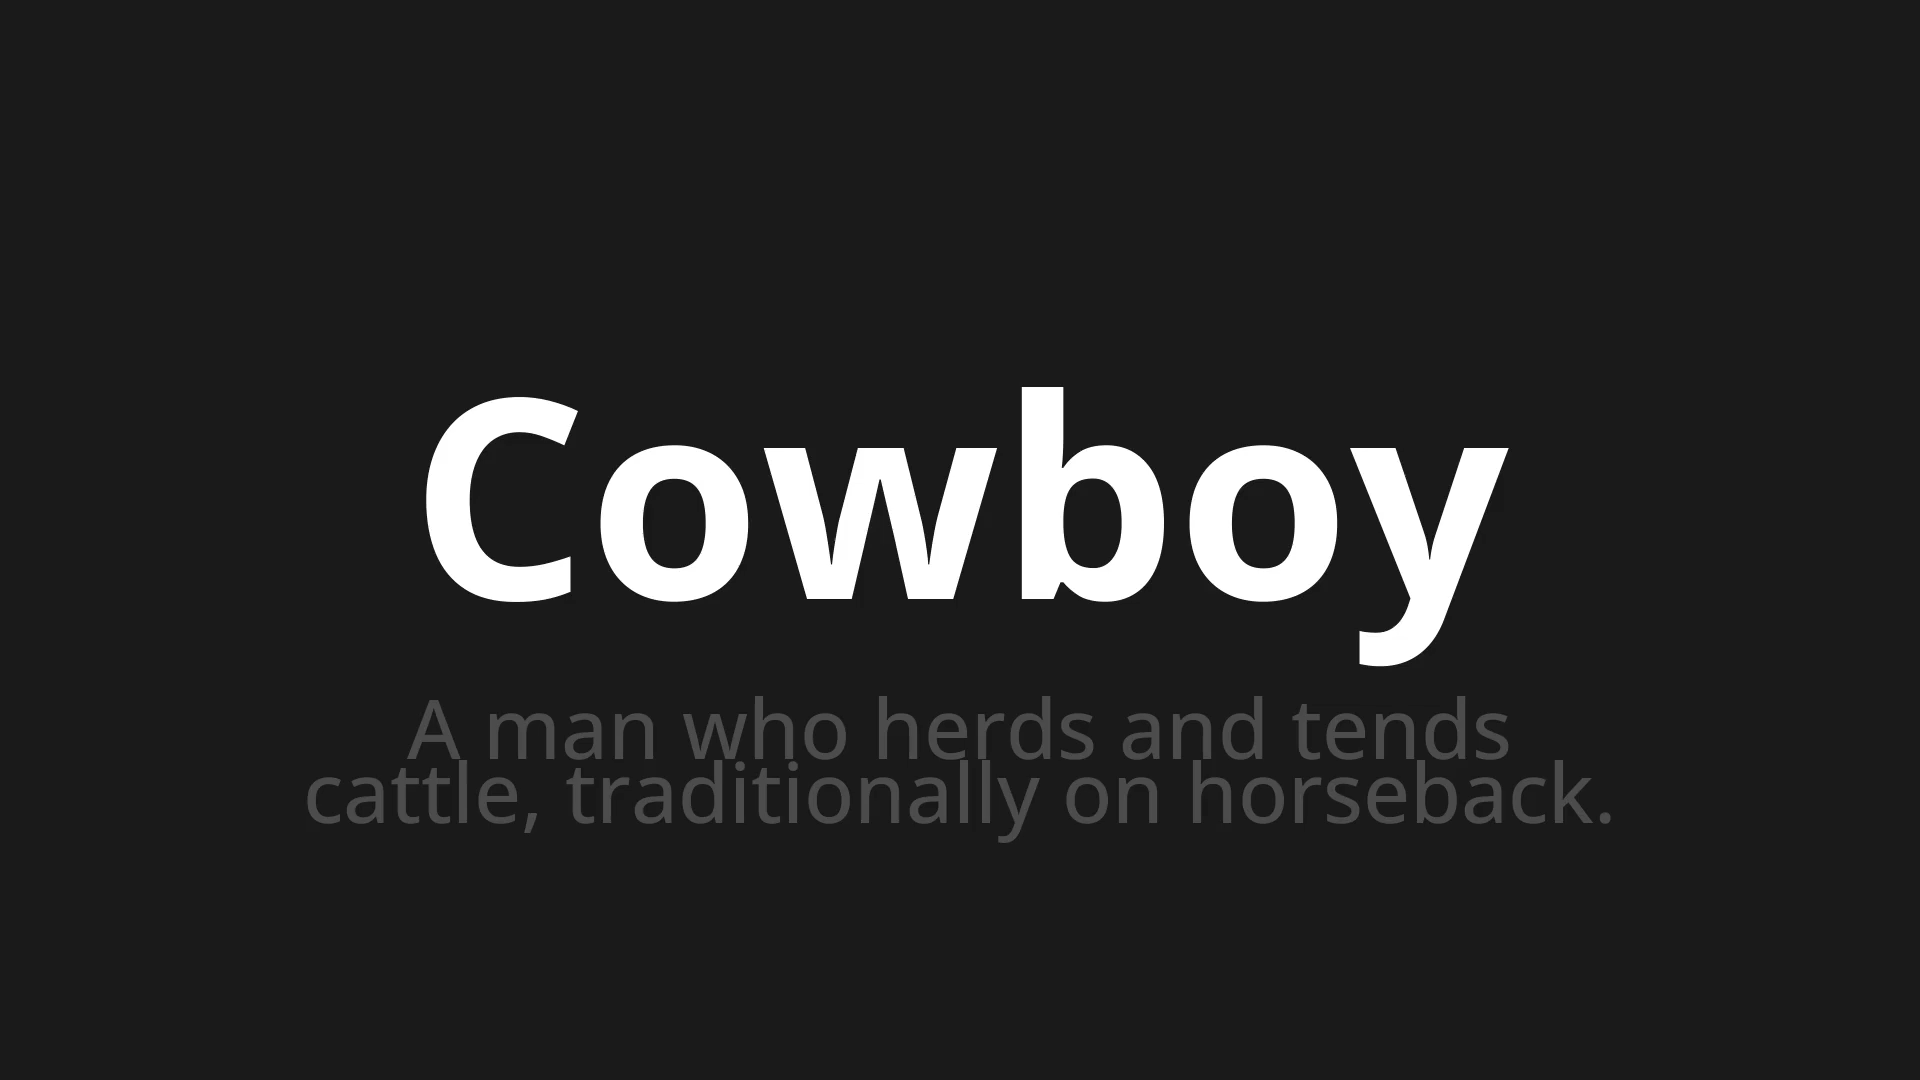 Cowboy
A man who herds and tends
cattle, traditionally on horseback.